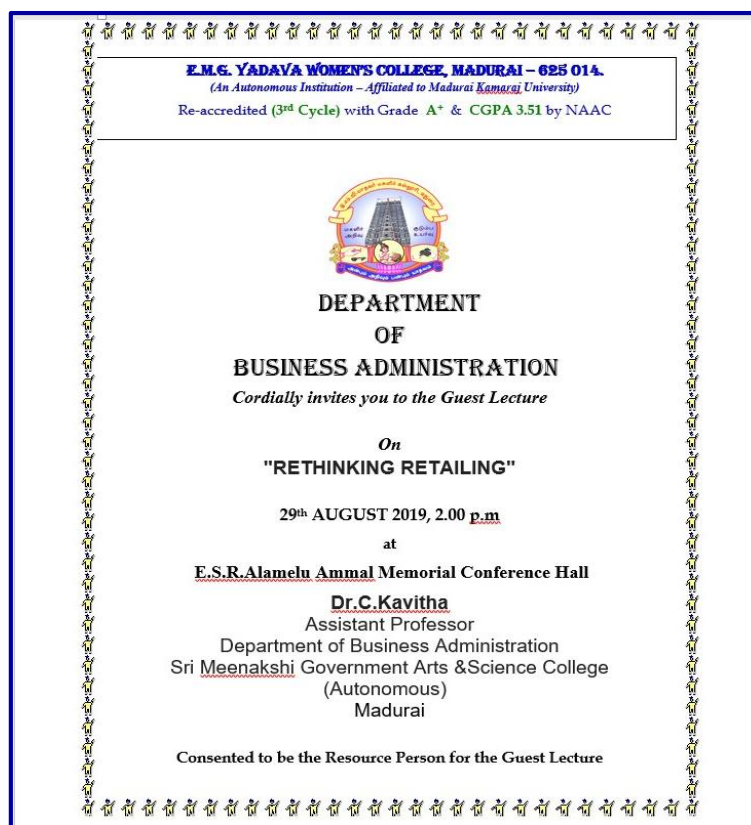 E.M.G. YADAVA WOMEN'S COLLEGE, MADURAI – 625 014.
(An Autonomous Institution – Affiliated to Madurai Kamaraj University)
Re-accredited (3rd Cycle) with Grade A+ & CGPA 3.51 by NAAC
மகளிர் குடும்ப
அறிவு உயர்வு
DEPARTMENT
OF
BUSINESS ADMINISTRATION
Cordially invites you to the Guest Lecture
On
"RETHINKING RETAILING"
29th AUGUST 2019, 2.00 p.m
at
E.S.R.Alamelu Ammal Memorial Conference Hall
Dr.C.Kavitha
Assistant Professor
Department of Business Administration
Sri Meenakshi Government Arts &Science College
(Autonomous)
Madurai
Consented to be the Resource Person for the Guest Lecture